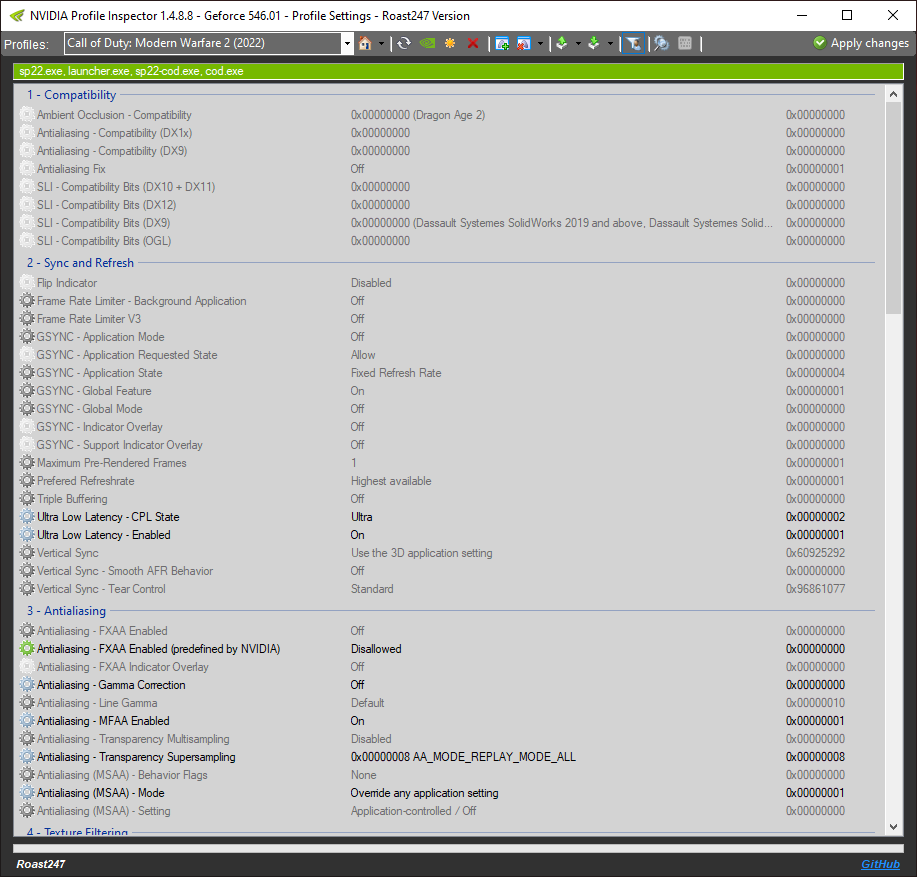 NVIDIA Profile Inspector 1.4.8.8 - Geforce 546.01 - Profile Settings - Roast247 Version
Profiles: Call of Duty: Modern Warfare 2 (2022) Apply changes
sp22.exe, launcher.exe, sp22-cod.exe, cod.exe
1 - Compatibility
Ambient Occlusion - Compatibility 0x00000000 (Dragon Age 2) 0x00000000
Antialiasing - Compatibility (DX1x) 0x00000000 0x00000000
Antialiasing - Compatibility (DX9) 0x00000000 0x00000000
Antialiasing Fix Off 0x00000001
SLI - Compatibility Bits (DX10 + DX11) 0x00000000 0x00000000
SLI - Compatibility Bits (DX12) 0x00000000 0x00000000
SLI - Compatibility Bits (DX9) 0x00000000 (Dassault Systemes SolidWorks 2019 and above, Dassault Systemes Solid... 0x00000000
SLI - Compatibility Bits (OGL) 0x00000000 0x00000000
2 - Sync and Refresh
Flip Indicator Disabled 0x00000000
Frame Rate Limiter - Background Application Off 0x00000000
Frame Rate Limiter V3 Off 0x00000000
GSYNC - Application Mode Off 0x00000000
GSYNC - Application Requested State Allow 0x00000000
GSYNC - Application State Fixed Refresh Rate 0x00000004
GSYNC - Global Feature On 0x00000001
GSYNC - Global Mode Off 0x00000000
GSYNC - Indicator Overlay Off 0x00000000
GSYNC - Support Indicator Overlay Off 0x00000000
Maximum Pre-Rendered Frames 1 0x00000001
Prefered Refreshrate Highest available 0x00000001
Triple Buffering Off 0x00000000
Ultra Low Latency - CPL State Ultra 0x00000002
Ultra Low Latency - Enabled On 0x00000001
Vertical Sync Use the 3D application setting 0x60925292
Vertical Sync - Smooth AFR Behavior Off 0x00000000
Vertical Sync - Tear Control Standard 0x96861077
3 - Antialiasing
Antialiasing - FXAA Enabled Off 0x00000000
Antialiasing - FXAA Enabled (predefined by NVIDIA) Disallowed 0x00000000
Antialiasing - FXAA Indicator Overlay Off 0x00000000
Antialiasing - Gamma Correction Off 0x00000000
Antialiasing - Line Gamma Default 0x00000010
Antialiasing - MFAA Enabled On 0x00000001
Antialiasing - Transparency Multisampling Disabled 0x00000000
Antialiasing - Transparency Supersampling 0x00000008 AA_MODE_REPLAY_MODE_ALL 0x00000008
Antialiasing (MSAA) - Behavior Flags None 0x00000000
Antialiasing (MSAA) - Mode Override any application setting 0x00000001
Antialiasing (MSAA) - Setting Application-controlled / Off 0x00000000
4 - Texture Filtering
Roast247 GitHub